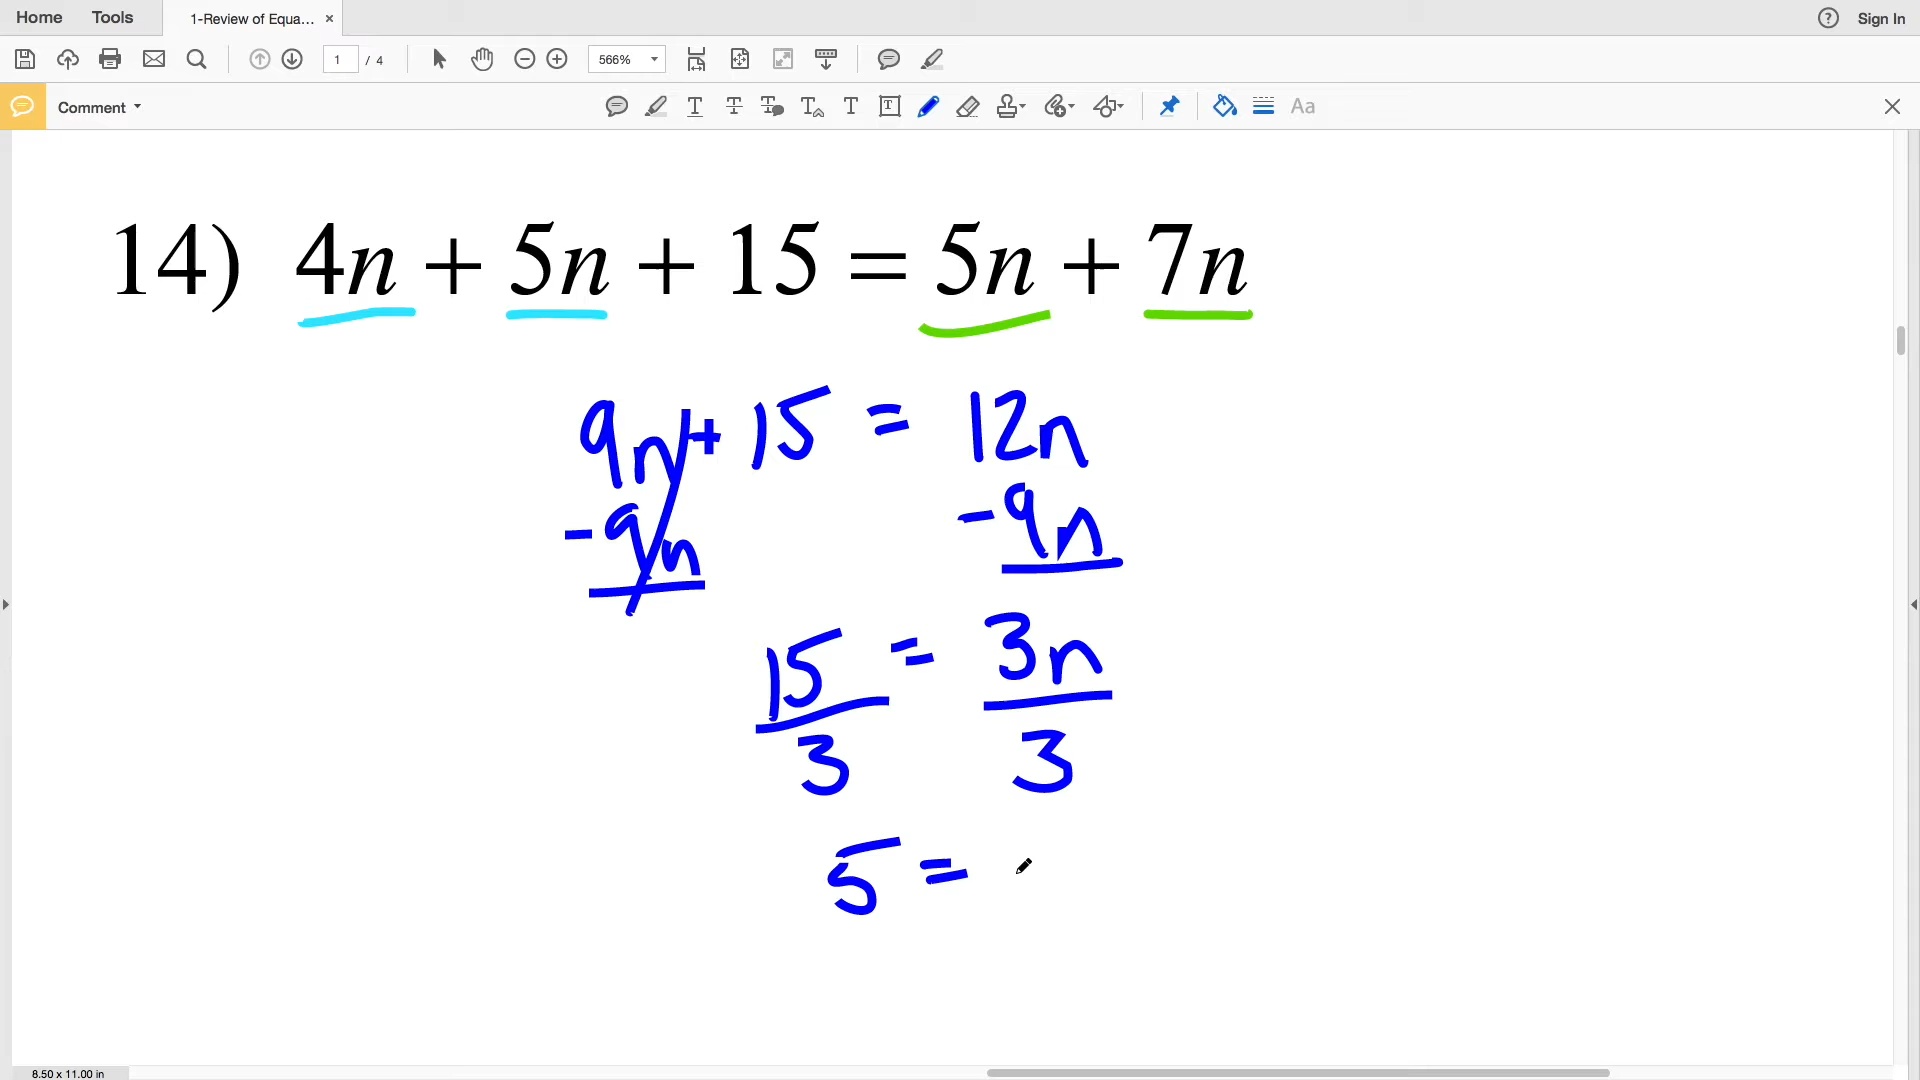 Home Tools 1-Review of Equa... × ? Sign In
1 / 4 566%
Comment Aa
14) 4n + 5n + 15 = 5n + 7n
9n + 15 = 12n
- 9n - 9n
15 = 3n
3 3
5 =
8.50 x 11.00 in